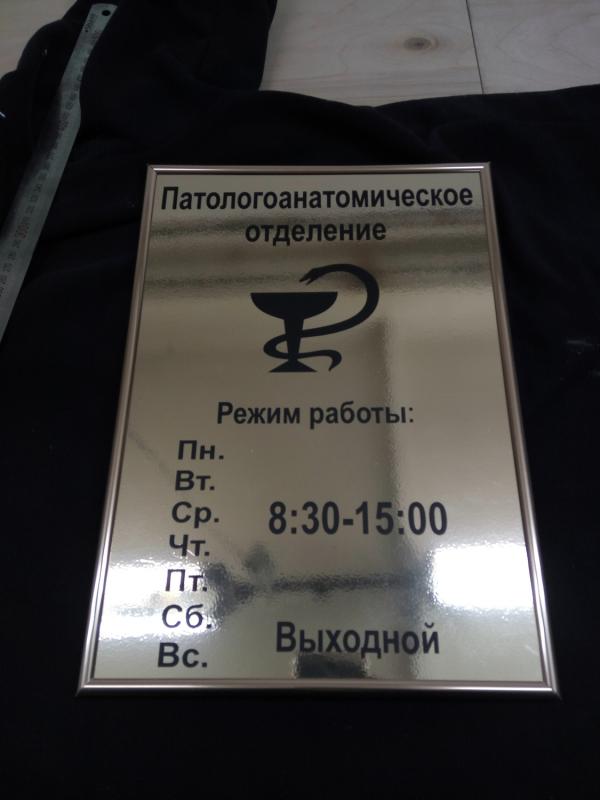 Патологоанатомическое
отделение
Режим работы:
Пн.
Вт.
Ср. 8:30-15:00
Чт.
Пт.
Сб. Выходной
Вс.